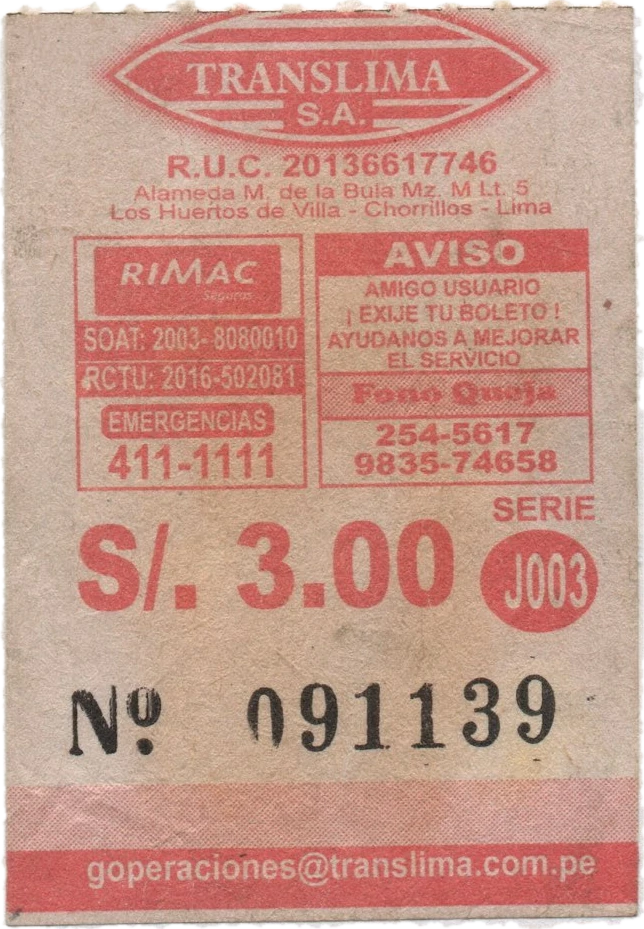 TRANSLIMA
S.A.
R.U.C. 20136617746
Alameda M. de la Bula Mz. M Lt. 5
Los Huertos de Villa - Chorrillos - Lima
RIMAC
Seguros
SOAT: 2003- 8080010
RCTU: 2016-502081
EMERGENCIAS
411-1111
AVISO
AMIGO USUARIO
¡ EXIJE TU BOLETO !
AYUDANOS A MEJORAR
EL SERVICIO
Fono Queja
254-5617
9835-74658
SERIE
S/. 3.00
J003
Nº 091139
goperaciones@translima.com.pe